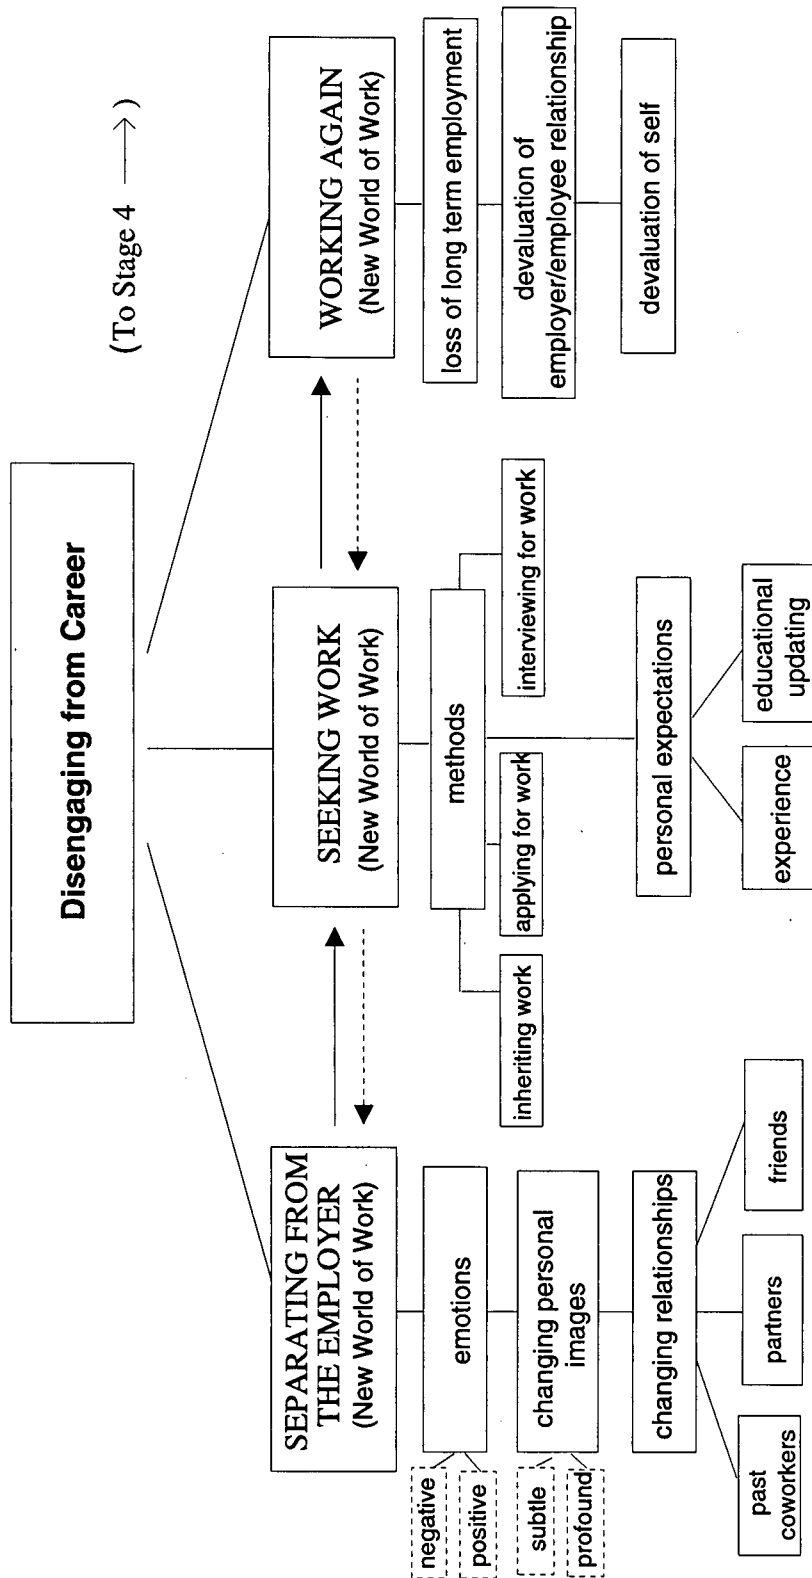 Disengaging from Career
(To Stage 4 ⟶)
SEPARATING FROM
THE EMPLOYER
(New World of Work)
emotions
negative
positive
changing personal
images
subtle
profound
changing relationships
past
coworkers
partners
friends
SEEKING WORK
(New World of Work)
methods
inheriting work
applying for work
interviewing for work
personal expectations
experience
educational
updating
WORKING AGAIN
(New World of Work)
loss of long term employment
devaluation of
employer/employee relationship
devaluation of self